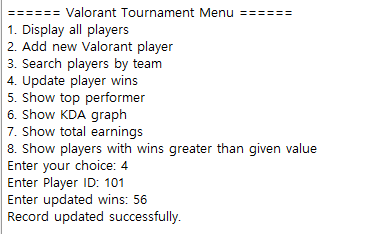 ====== Valorant Tournament Menu ======
1. Display all players
2. Add new Valorant player
3. Search players by team
4. Update player wins
5. Show top performer
6. Show KDA graph
7. Show total earnings
8. Show players with wins greater than given value
Enter your choice: 4
Enter Player ID: 101
Enter updated wins: 56
Record updated successfully.